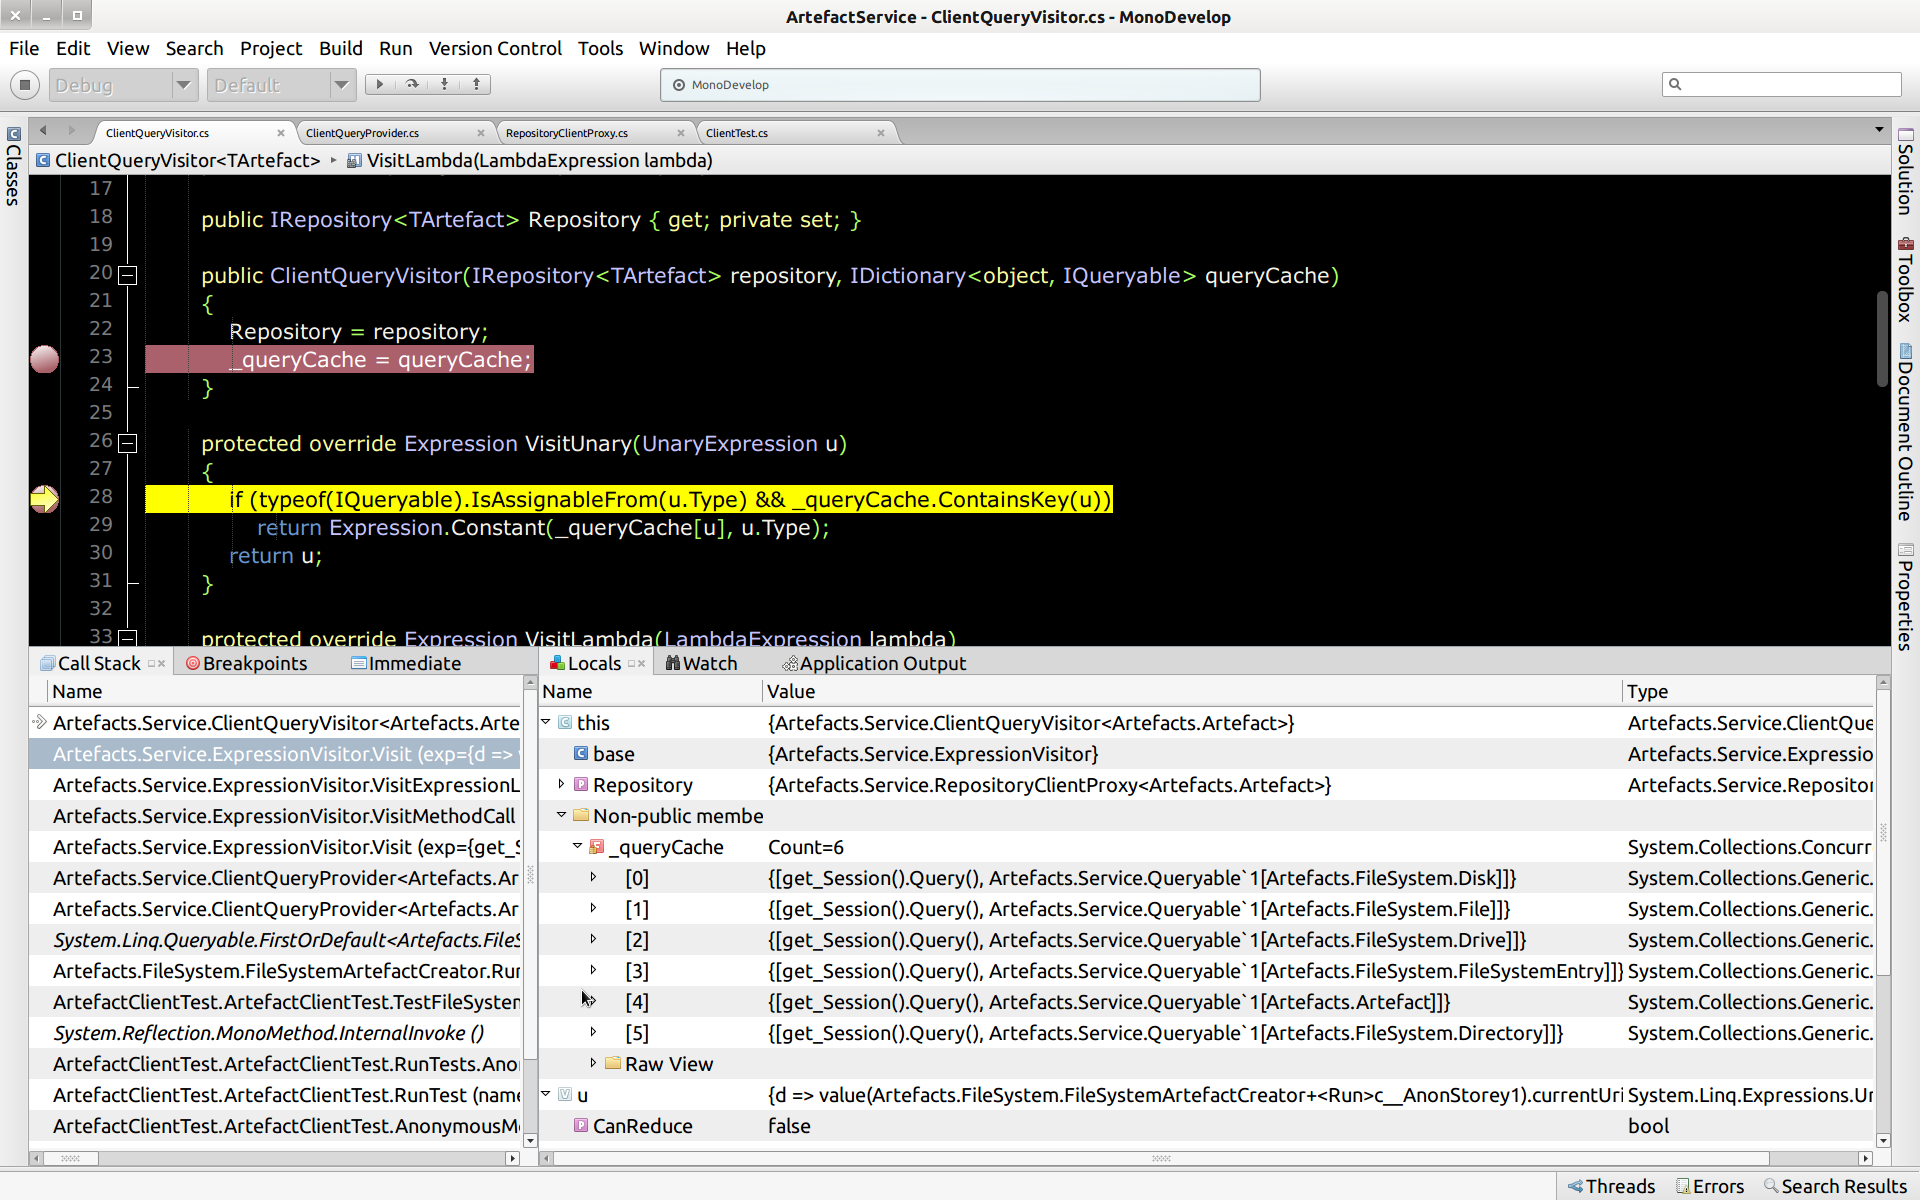 ArtefactService - ClientQueryVisitor.cs - MonoDevelop
File Edit View Search Project Build Run Version Control Tools Window Help
Debug Default MonoDevelop
ClientQueryVisitor.cs ClientQueryProvider.cs RepositoryClientProxy.cs ClientTest.cs
ClientQueryVisitor<TArtefact> VisitLambda(LambdaExpression lambda)
Classes
17
18 public IRepository<TArtefact> Repository { get; private set; }
19
20 public ClientQueryVisitor(IRepository<TArtefact> repository, IDictionary<object, IQueryable> queryCache)
21 {
22 Repository = repository;
23 _queryCache = queryCache;
24 }
25
26 protected override Expression VisitUnary(UnaryExpression u)
27 {
28 if (typeof(IQueryable).IsAssignableFrom(u.Type) && _queryCache.ContainsKey(u))
29 return Expression.Constant(_queryCache[u], u.Type);
30 return u;
31 }
32
33 protected override Expression VisitLambda(LambdaExpression lambda)
Solution
Toolbox
Document Outline
Properties
Call Stack Breakpoints Immediate
Name
Artefacts.Service.ClientQueryVisitor<Artefacts.Arte
Artefacts.Service.ExpressionVisitor.Visit (exp={d =>
Artefacts.Service.ExpressionVisitor.VisitExpressionL
Artefacts.Service.ExpressionVisitor.VisitMethodCall
Artefacts.Service.ExpressionVisitor.Visit (exp={get_S
Artefacts.Service.ClientQueryProvider<Artefacts.Ar
Artefacts.Service.ClientQueryProvider<Artefacts.Ar
System.Linq.Queryable.FirstOrDefault<Artefacts.FileS
Artefacts.FileSystem.FileSystemArtefactCreator.Run
ArtefactClientTest.ArtefactClientTest.TestFileSystem
System.Reflection.MonoMethod.InternalInvoke ()
ArtefactClientTest.ArtefactClientTest.RunTests.Ano
ArtefactClientTest.ArtefactClientTest.RunTest (name
ArtefactClientTest.ArtefactClientTest.AnonymousM
Locals Watch Application Output
Name Value Type
this {Artefacts.Service.ClientQueryVisitor<Artefacts.Artefact>} Artefacts.Service.ClientQue
base {Artefacts.Service.ExpressionVisitor} Artefacts.Service.Expressio
Repository {Artefacts.Service.RepositoryClientProxy<Artefacts.Artefact>} Artefacts.Service.Repositor
Non-public membe
_queryCache Count=6 System.Collections.Concurr
[0] {[get_Session().Query(), Artefacts.Service.Queryable`1[Artefacts.FileSystem.Disk]]} System.Collections.Generic.
[1] {[get_Session().Query(), Artefacts.Service.Queryable`1[Artefacts.FileSystem.File]]} System.Collections.Generic.
[2] {[get_Session().Query(), Artefacts.Service.Queryable`1[Artefacts.FileSystem.Drive]]} System.Collections.Generic.
[3] {[get_Session().Query(), Artefacts.Service.Queryable`1[Artefacts.FileSystem.FileSystemEntry]]} System.Collections.Generic.
[4] {[get_Session().Query(), Artefacts.Service.Queryable`1[Artefacts.Artefact]]} System.Collections.Generic.
[5] {[get_Session().Query(), Artefacts.Service.Queryable`1[Artefacts.FileSystem.Directory]]} System.Collections.Generic.
Raw View
u {d => value(Artefacts.FileSystem.FileSystemArtefactCreator+<Run>c__AnonStorey1).currentUri System.Linq.Expressions.Un
CanReduce false bool
Threads Errors Search Results